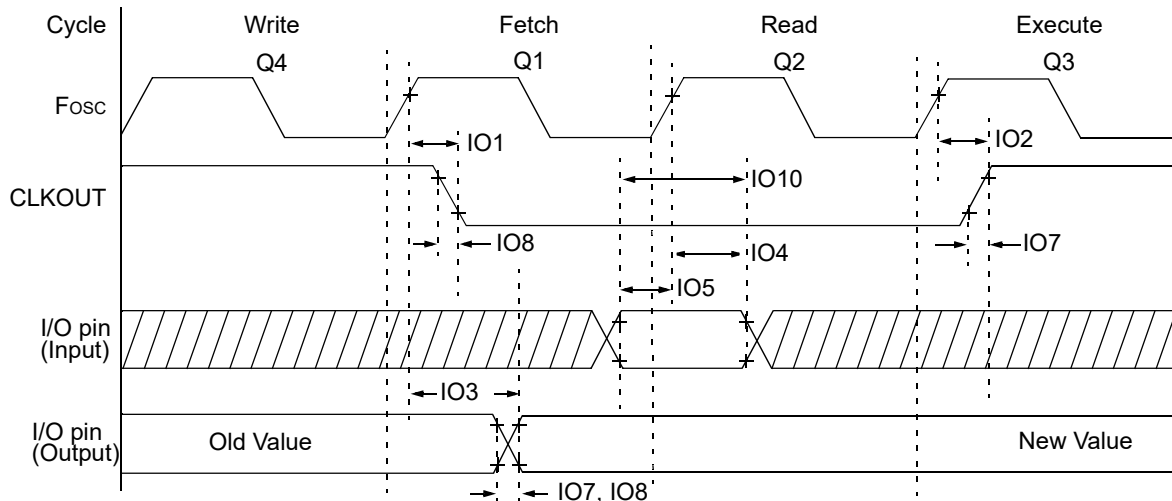 Cycle Write Fetch Read Execute
Q4 Q1 Q2 Q3
Fosc
IO1 IO2
CLKOUT
IO10
IO8 IO4 IO7
IO5
I/O pin
(Input)
IO3
I/O pin
(Output)
Old Value New Value
IO7, IO8